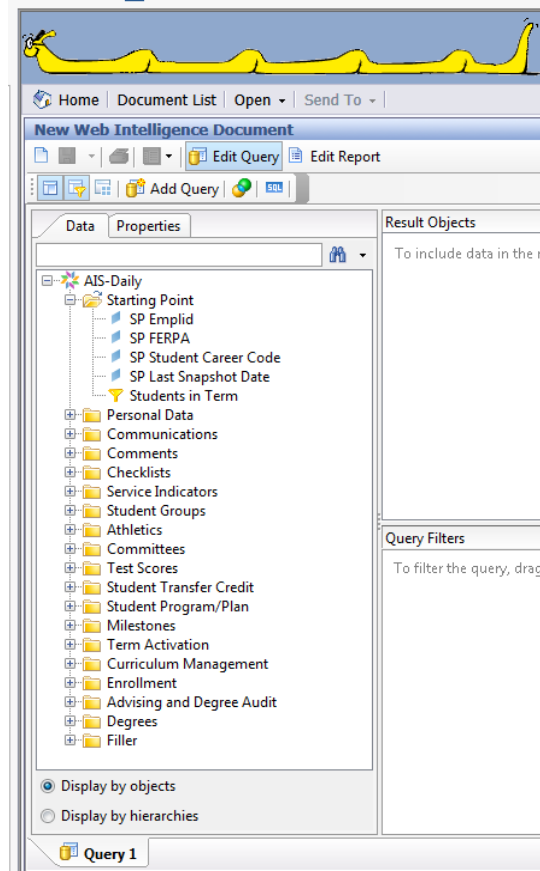 Home | Document List | Open | Send To
New Web Intelligence Document
Edit Query Edit Report
Add Query SQL
Data Properties
Result Objects
To include data in the
AIS-Daily
Starting Point
SP Emplid
SP FERPA
SP Student Career Code
SP Last Snapshot Date
Students in Term
Personal Data
Communications
Comments
Checklists
Service Indicators
Student Groups
Athletics
Committees
Test Scores
Student Transfer Credit
Student Program/Plan
Milestones
Term Activation
Curriculum Management
Enrollment
Advising and Degree Audit
Degrees
Filler
Query Filters
To filter the query, drag
Display by objects
Display by hierarchies
Query 1